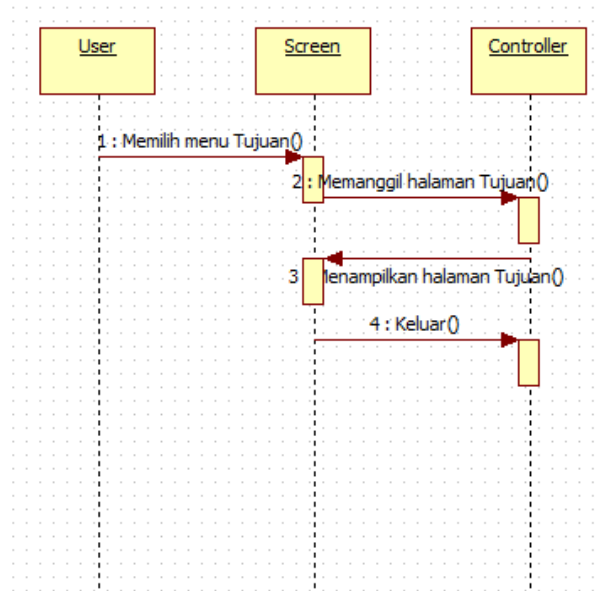 User
Screen
Controller
1 : Memilih menu Tujuan()
2 : Memanggil halaman Tujuan()
3 Menampilkan halaman Tujuan()
4 : Keluar()